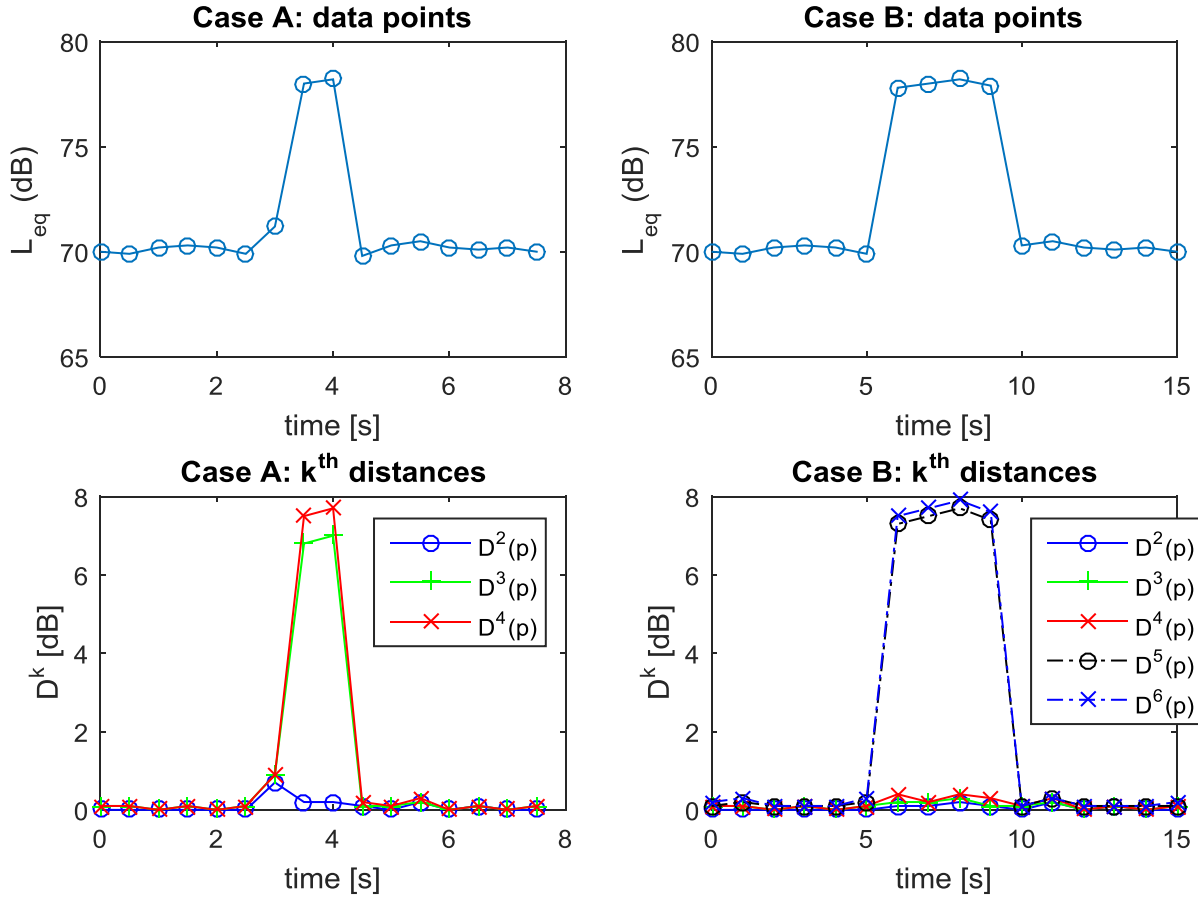 Case A: data points
80
75
70
65
L_eq (dB)
0 2 4 6 8
time [s]
Case B: data points
80
75
70
65
L_eq (dB)
0 5 10 15
time [s]
Case A: k^th distances
8
6
4
2
0
D^k [dB]
D^2(p)
D^3(p)
D^4(p)
0 2 4 6 8
time [s]
Case B: k^th distances
8
6
4
2
0
D^k [dB]
D^2(p)
D^3(p)
D^4(p)
D^5(p)
D^6(p)
0 5 10 15
time [s]